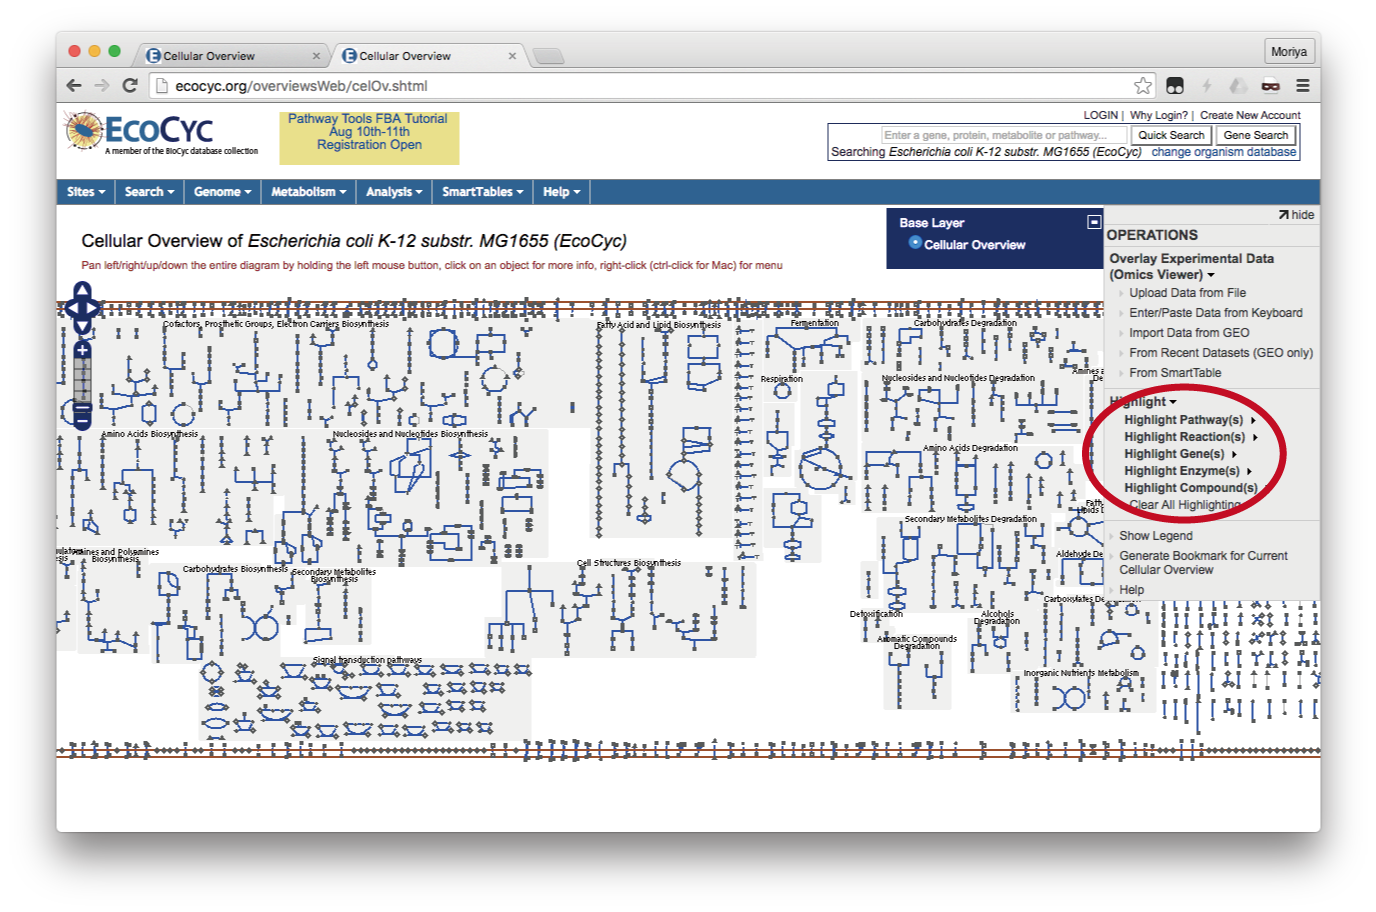 Cellular Overview
Cellular Overview
Moriya
ecocyc.org/overviewsWeb/celOv.shtml
EcoCyc
A member of the BioCyc database collection
Pathway Tools FBA Tutorial
Aug 10th-11th
Registration Open
LOGIN | Why Login? | Create New Account
Enter a gene, protein, metabolite or pathway... Quick Search Gene Search
Searching Escherichia coli K-12 substr. MG1655 (EcoCyc) change organism database
Sites Search Genome Metabolism Analysis SmartTables Help
Cellular Overview of Escherichia coli K-12 substr. MG1655 (EcoCyc)
Pan left/right/up/down the entire diagram by holding the left mouse button, click on an object for more info, right-click (ctrl-click for Mac) for menu
Base Layer
Cellular Overview
hide
OPERATIONS
Overlay Experimental Data
(Omics Viewer)
Upload Data from File
Enter/Paste Data from Keyboard
Import Data from GEO
From Recent Datasets (GEO only)
From SmartTable
Highlight
Highlight Pathway(s)
Highlight Reaction(s)
Highlight Gene(s)
Highlight Enzyme(s)
Highlight Compound(s)
Clear All Highlighting
Show Legend
Generate Bookmark for Current
Cellular Overview
Help
Cofactors, Prosthetic Groups, Electron Carriers Biosynthesis
Fatty Acid and Lipid Biosynthesis
Fermentation
Carbohydrates Degradation
Respiration
Nucleosides and Nucleotides Degradation
Amines a
De
Amino Acids Biosynthesis
Nucleosides and Nucleotides Biosynthesis
Amino Acids Degradation
Fatty
Lipids D
Secondary Metabolites Degradation
Amines and Polyamines
Biosynthesis
Carbohydrates Biosynthesis
Secondary Metabolites
Biosynthesis
Cell Structures Biosynthesis
Aldehyde De
Carboxylates De
Detoxification
Alcohols
Degradation
Aromatic Compounds
Degradation
Signal transduction pathways
Inorganic Nutrients Metabolism